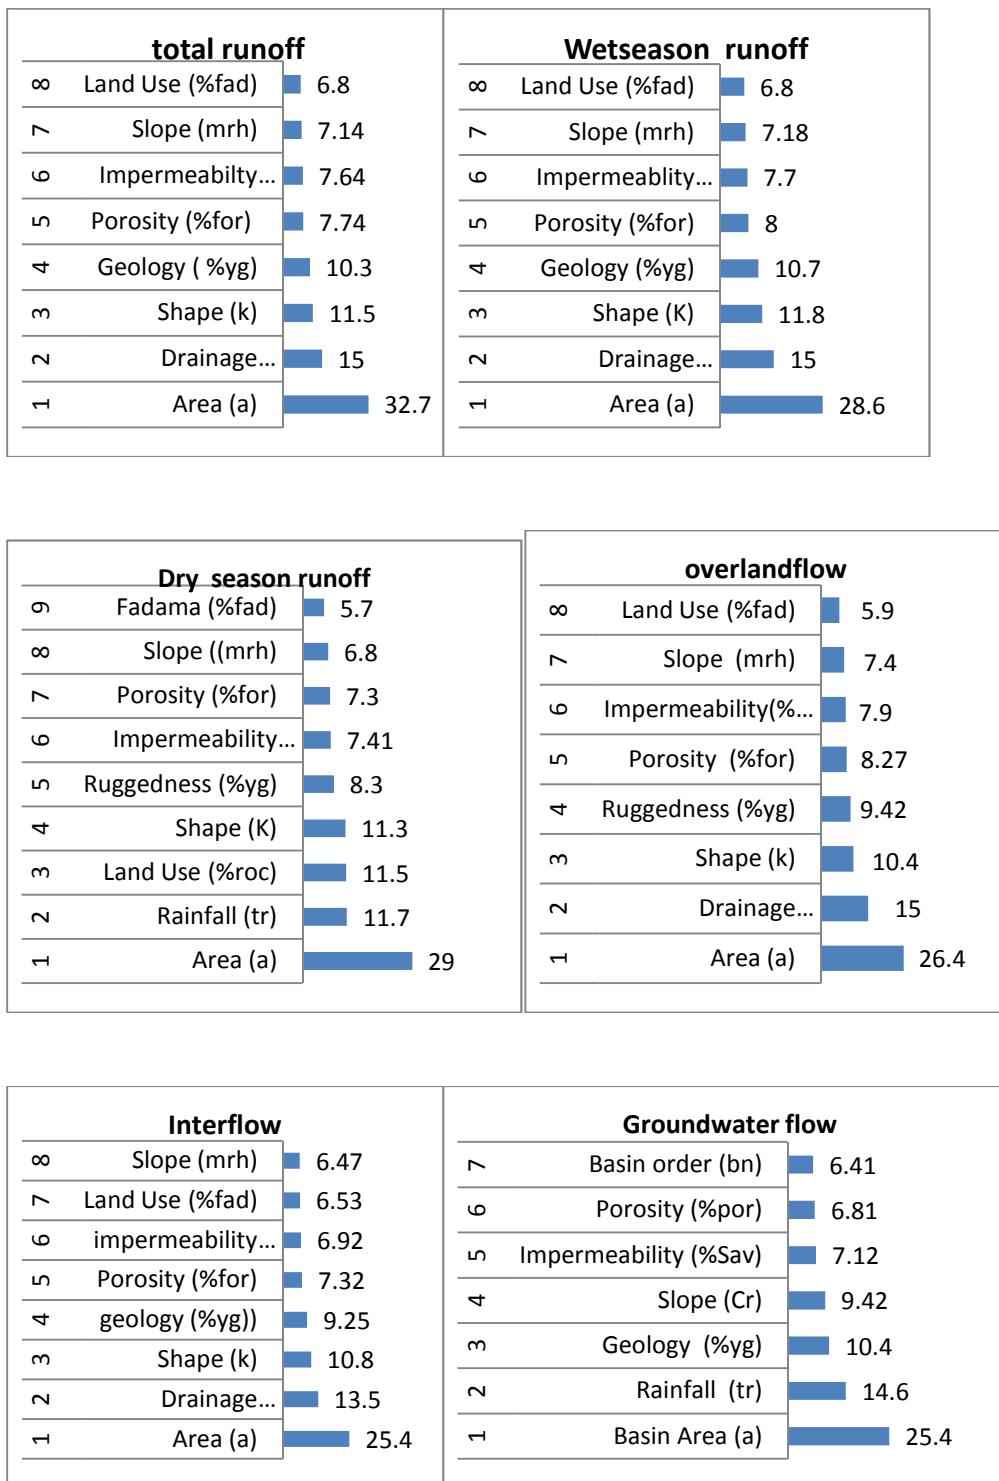 total runoff
8 Land Use (%fad) 6.8
7 Slope (mrh) 7.14
6 Impermeabilty... 7.64
5 Porosity (%for) 7.74
4 Geology ( %yg) 10.3
3 Shape (k) 11.5
2 Drainage... 15
1 Area (a) 32.7
Wetseason runoff
8 Land Use (%fad) 6.8
7 Slope (mrh) 7.18
6 Impermeablity... 7.7
5 Porosity (%for) 8
4 Geology (%yg) 10.7
3 Shape (K) 11.8
2 Drainage... 15
1 Area (a) 28.6
Dry season runoff
9 Fadama (%fad) 5.7
8 Slope ((mrh) 6.8
7 Porosity (%for) 7.3
6 Impermeability... 7.41
5 Ruggedness (%yg) 8.3
4 Shape (K) 11.3
3 Land Use (%roc) 11.5
2 Rainfall (tr) 11.7
1 Area (a) 29
overlandflow
8 Land Use (%fad) 5.9
7 Slope (mrh) 7.4
6 Impermeability(%... 7.9
5 Porosity (%for) 8.27
4 Ruggedness (%yg) 9.42
3 Shape (k) 10.4
2 Drainage... 15
1 Area (a) 26.4
Interflow
8 Slope (mrh) 6.47
7 Land Use (%fad) 6.53
6 impermeability... 6.92
5 Porosity (%for) 7.32
4 geology (%yg)) 9.25
3 Shape (k) 10.8
2 Drainage... 13.5
1 Area (a) 25.4
Groundwater flow
7 Basin order (bn) 6.41
6 Porosity (%por) 6.81
5 Impermeability (%Sav) 7.12
4 Slope (Cr) 9.42
3 Geology (%yg) 10.4
2 Rainfall (tr) 14.6
1 Basin Area (a) 25.4